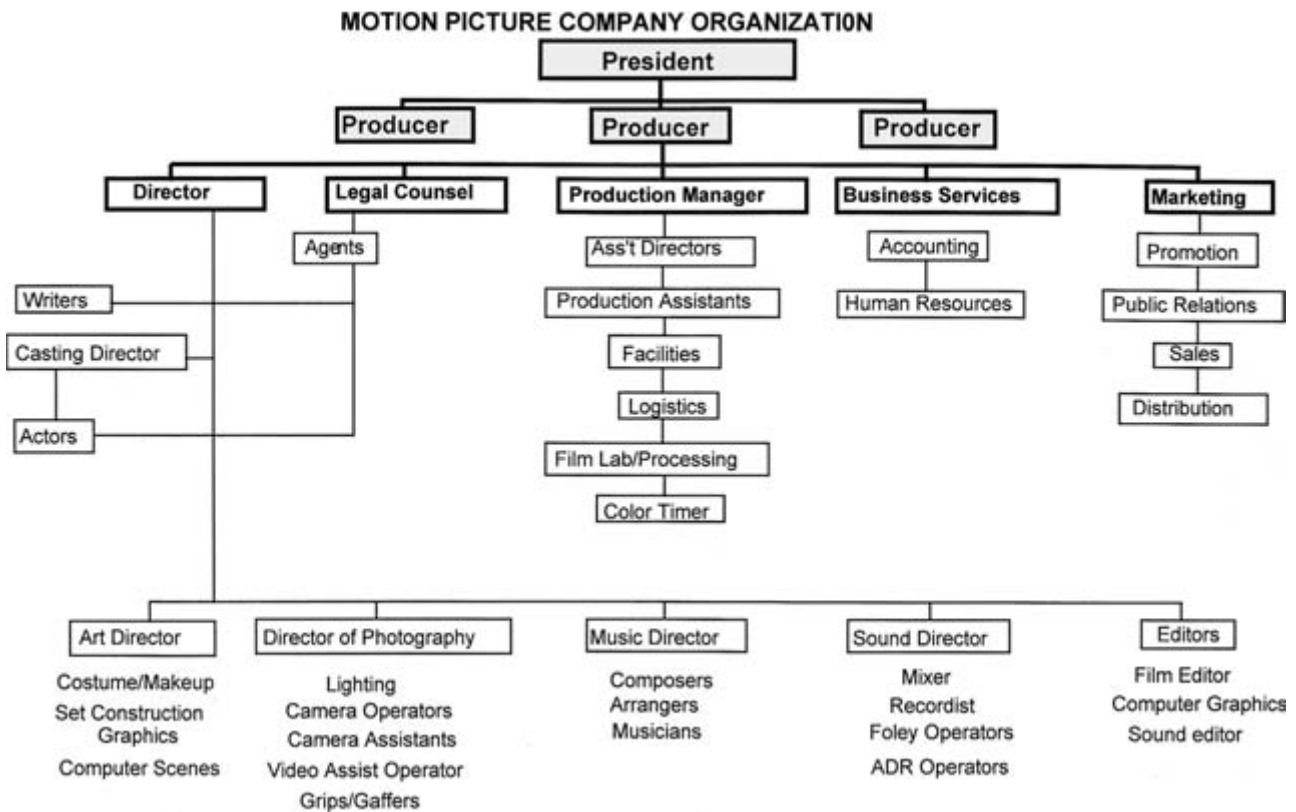 MOTION PICTURE COMPANY ORGANIZATI0N
President
Producer
Producer
Producer
Director
Legal Counsel
Production Manager
Business Services
Marketing
Agents
Ass't Directors
Accounting
Promotion
Writers
Production Assistants
Human Resources
Public Relations
Casting Director
Facilities
Sales
Actors
Logistics
Distribution
Film Lab/Processing
Color Timer
Art Director
Costume/Makeup
Set Construction
Graphics
Computer Scenes
Director of Photography
Lighting
Camera Operators
Camera Assistants
Video Assist Operator
Grips/Gaffers
Music Director
Composers
Arrangers
Musicians
Sound Director
Mixer
Recordist
Foley Operators
ADR Operators
Editors
Film Editor
Computer Graphics
Sound editor